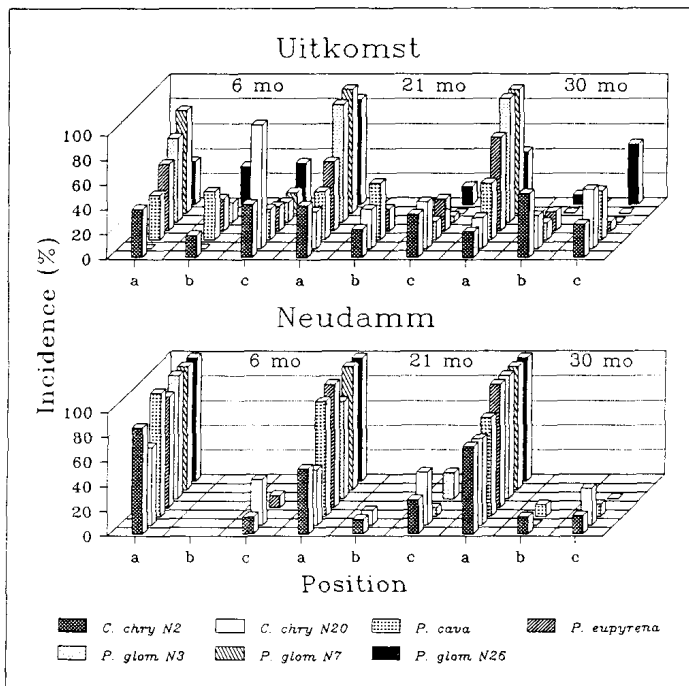 Uitkomst
6 mo 21 mo 30 mo
100
80
60
40
20
0
a b c a b c a b c
Incidence (%)
Neudamm
6 mo 21 mo 30 mo
100
80
60
40
20
0
a b c a b c a b c
Position
C. chry N2 C. chry N20 P. cava P. eupyrena
P. glom N3 P. glom N7 P. glom N26